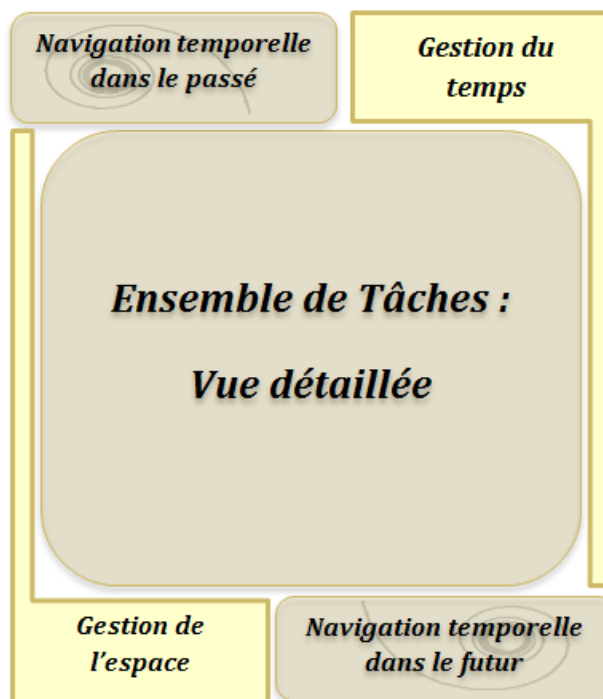 Navigation temporelle
dans le passé
Gestion du
temps
Ensemble de Tâches :
Vue détaillée
Gestion de
l’espace
Navigation temporelle
dans le futur